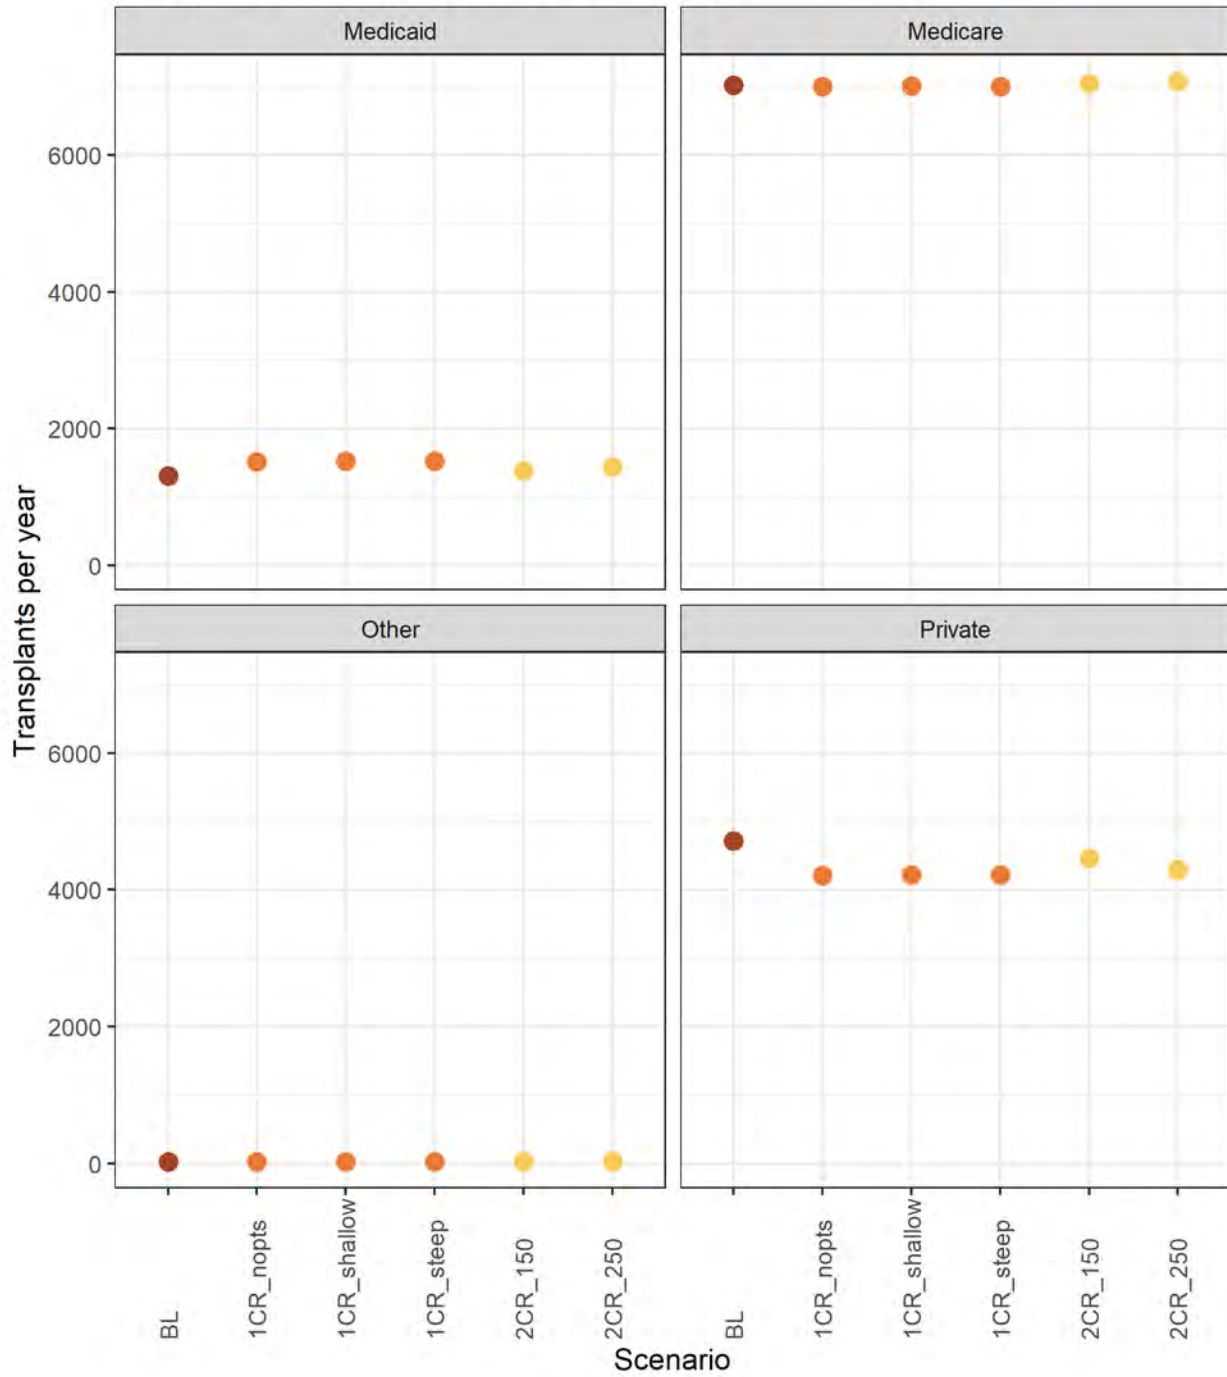 Medicaid
Medicare
6000
4000
2000
0
Transplants per year
Other
Private
6000
4000
2000
0
BL
1CR_nopts
1CR_shallow
1CR_steep
2CR_150
2CR_250
BL
1CR_nopts
1CR_shallow
1CR_steep
2CR_150
2CR_250
Scenario